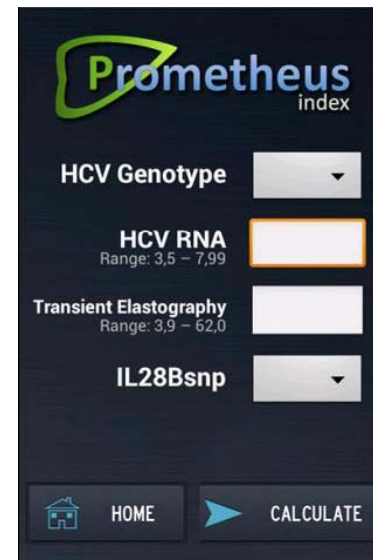 Prometheus
index
HCV Genotype
HCV RNA
Range: 3,5 – 7,99
Transient Elastography
Range: 3,9 – 62,0
IL28Bsnp
HOME
CALCULATE